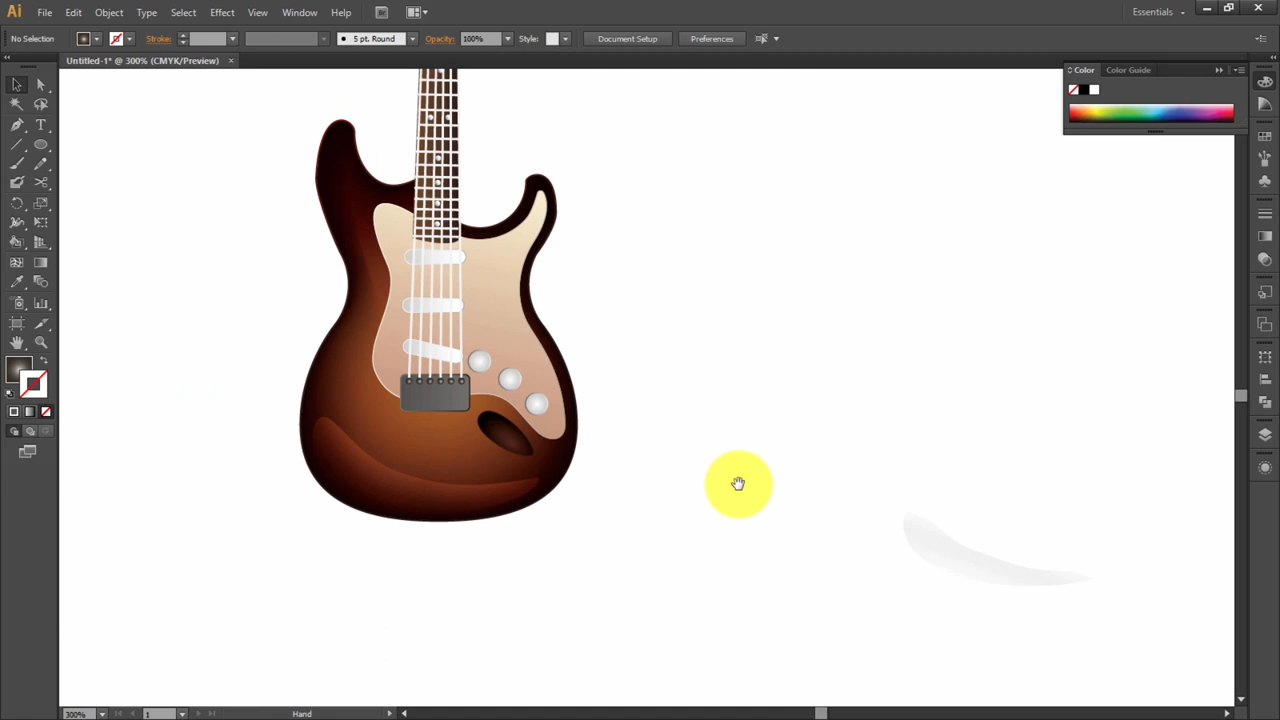 Ai File Edit Object Type Select Effect View Window Help Br Essentials
No Selection Stroke: 5 pt. Round Opacity: 100% Style: Document Setup Preferences
Untitled-1* @ 300% (CMYK/Preview) ×
Color Color Guide
T
300% 1 Hand